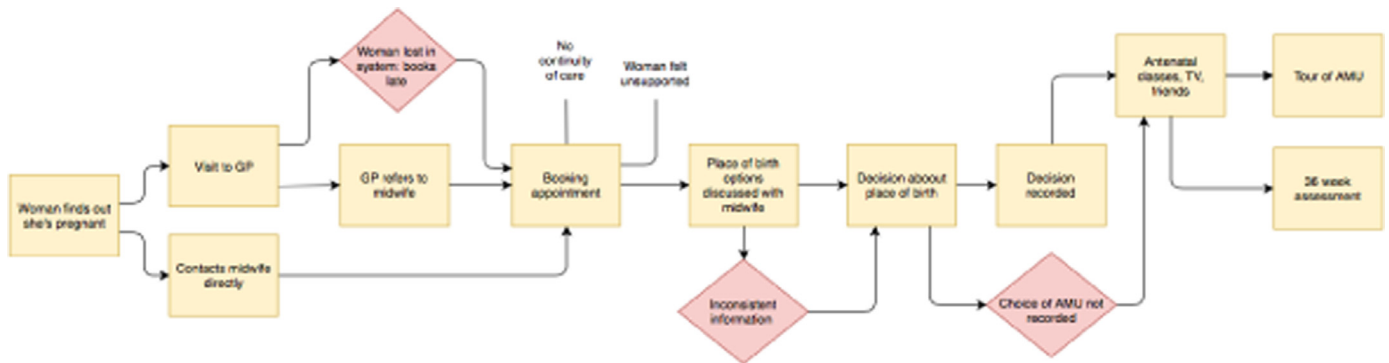 Woman finds out
she's pregnant
Visit to GP
Contacts midwife
directly
Woman lost in
system: books
late
GP refers to
midwife
No
continuity
of care
Woman felt
unsupported
Booking
appointment
Place of birth
options
discussed with
midwife
Inconsistent
information
Decision aboout
place of birth
Decision
recorded
Choice of AMU not
recorded
Antenatal
classes, TV,
friends
Tour of AMU
36 week
assessment